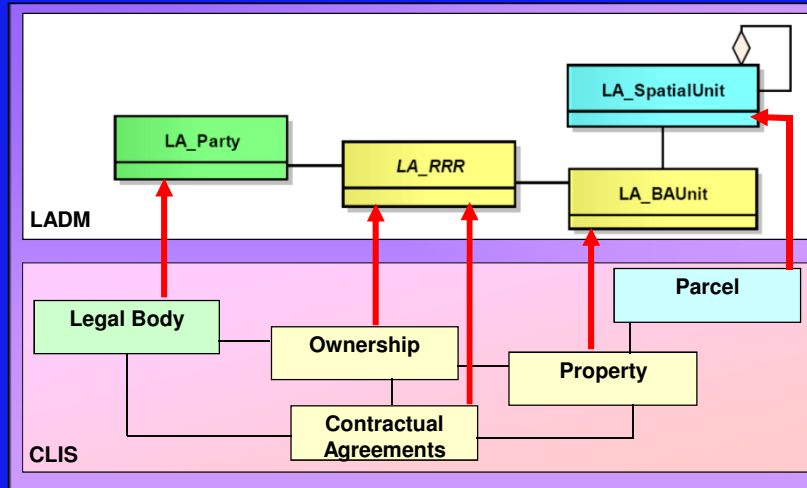 LA_SpatialUnit
LA_Party
LA_RRR
LA_BAUnit
LADM
Parcel
Legal Body
Ownership
Property
Contractual
Agreements
CLIS